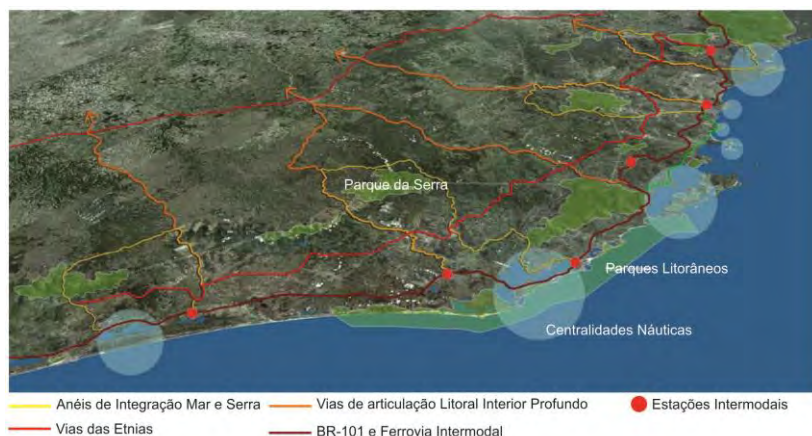 Parque da Serra
Parques Litorâneos
Centralidades Náuticas
Anéis de Integração Mar e Serra
Vias de articulação Litoral Interior Profundo
Estações Intermodais
Vias das Etnias
BR-101 e Ferrovia Intermodal